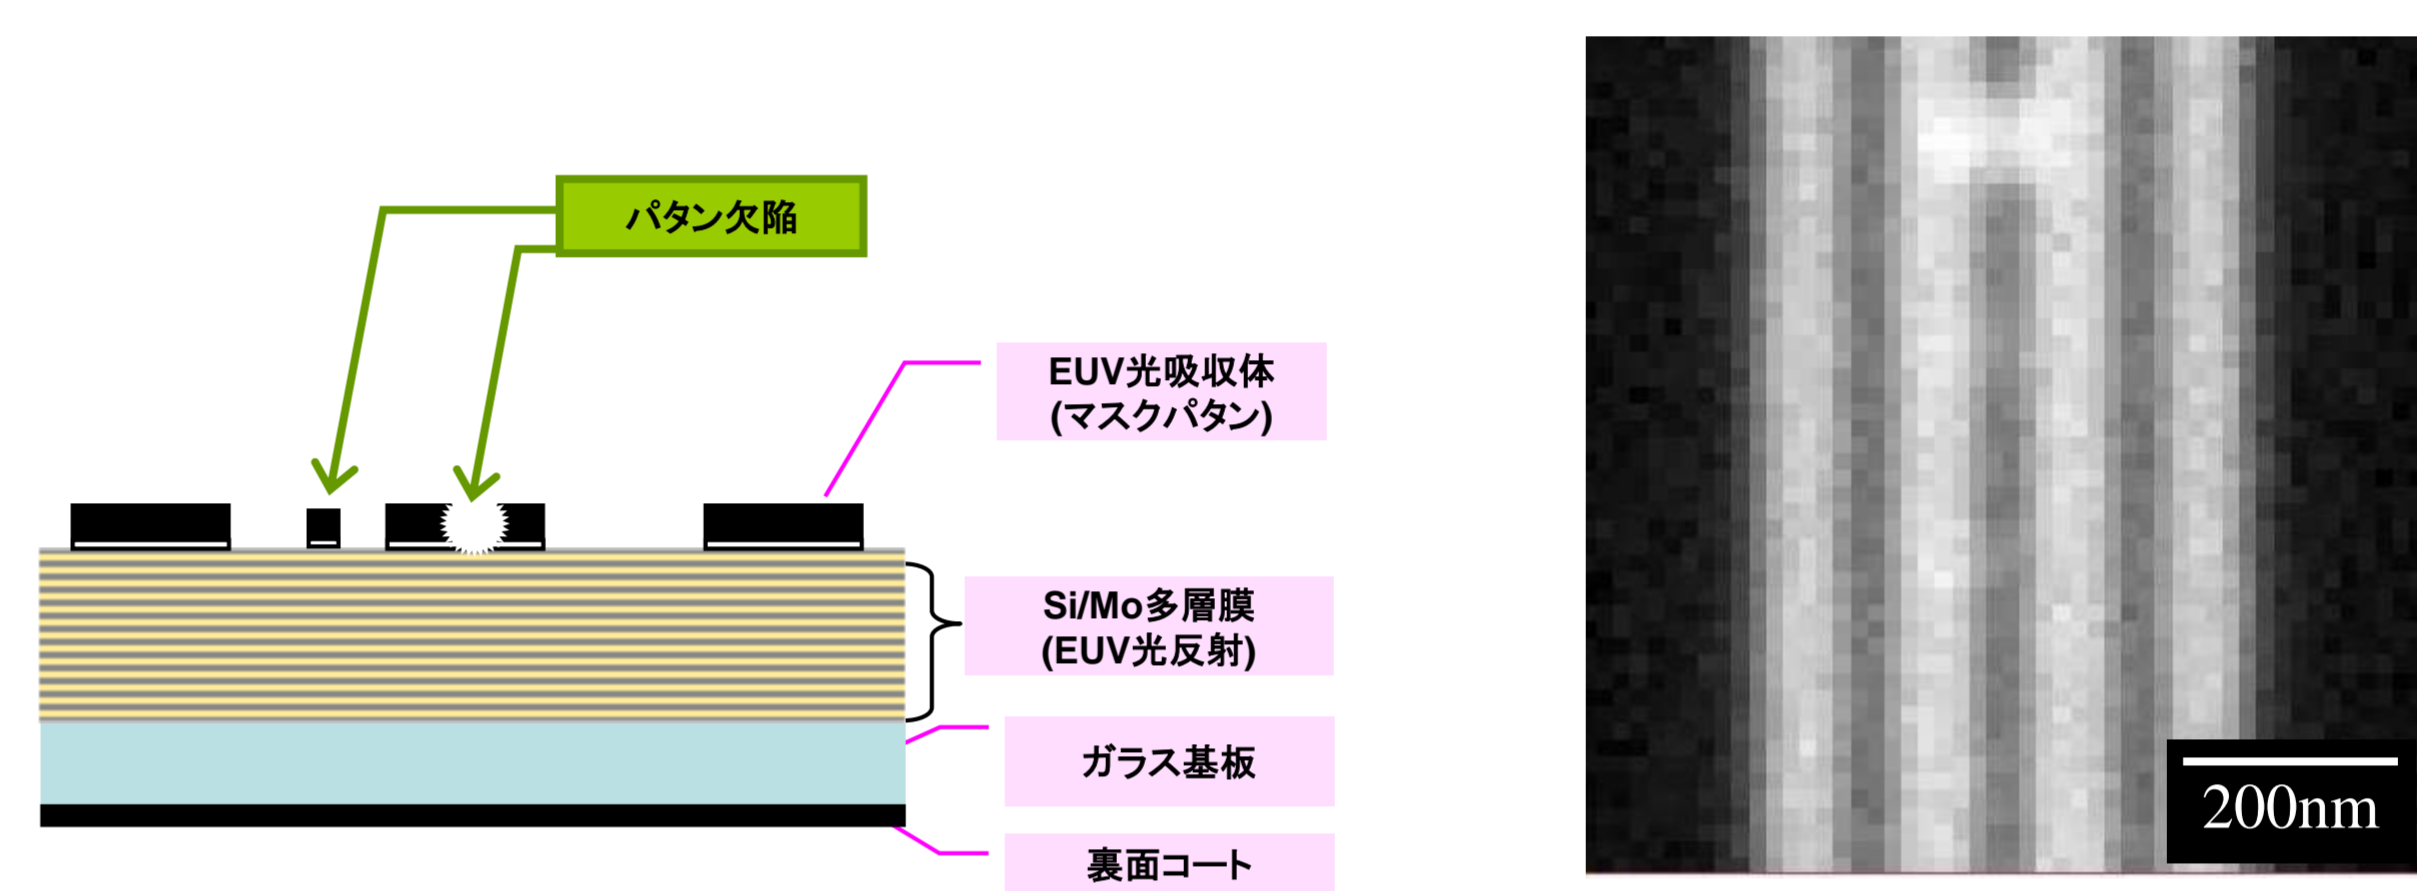 パタン欠陥
EUV光吸収体
(マスクパタン)
Si/Mo多層膜
(EUV光反射)
ガラス基板
裏面コート
200nm